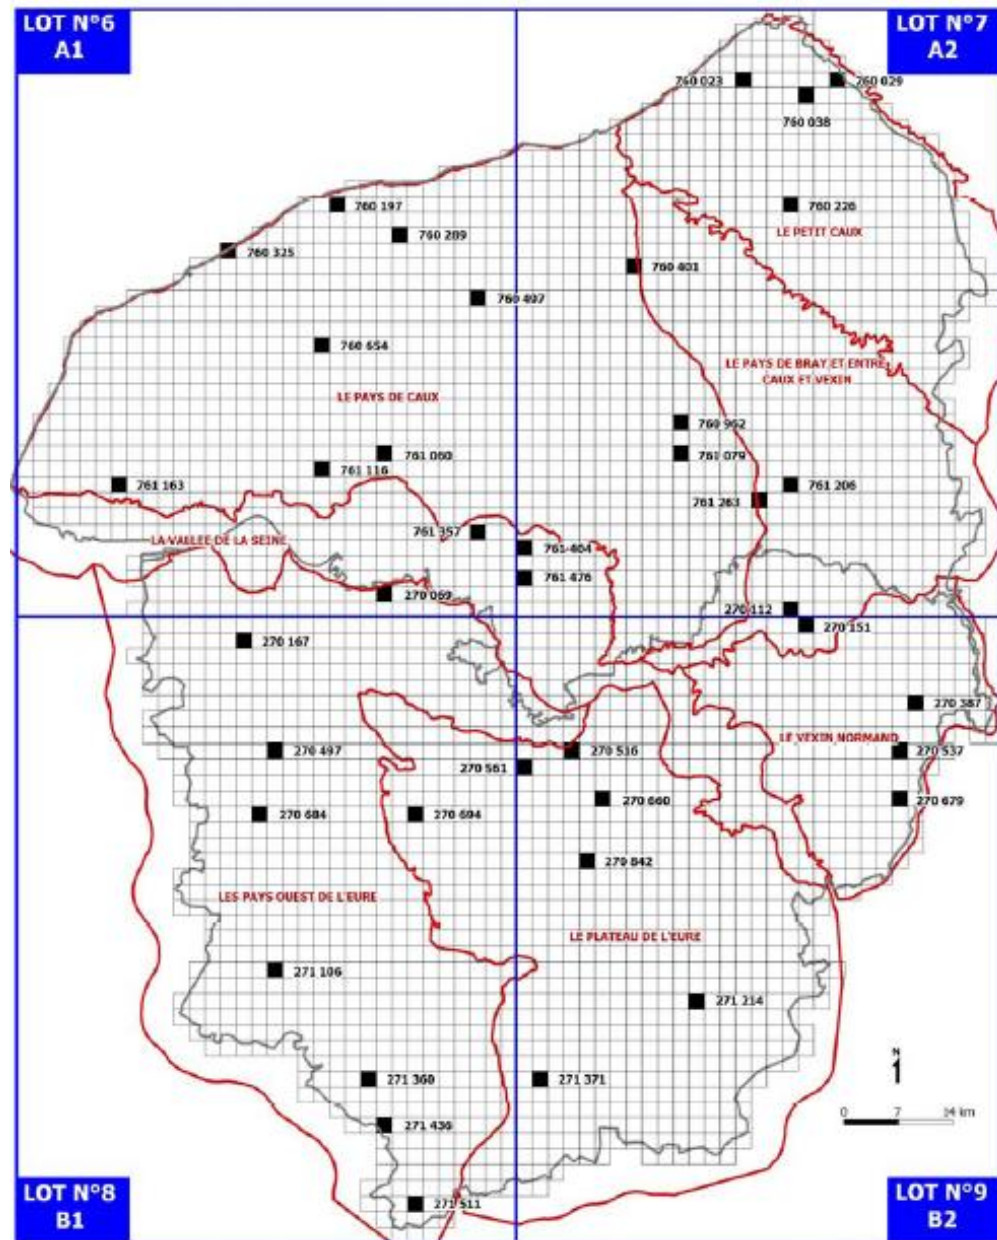 LOT N°6
A1
LOT N°7
A2
760 023
760 029
760 038
760 197
760 226
760 289
LE PETIT CAUX
760 325
760 401
760 497
760 654
LE PAYS DE BRAY ET ENTRE
CAUX ET VEXIN
LE PAYS DE CAUX
760 962
761 060
761 079
761 116
761 163
761 206
761 263
761 357
LA VALLEE DE LA SEINE
761 404
761 476
270 069
270 112
270 151
270 167
270 387
LE VEXIN NORMAND
270 497
270 516
270 537
270 561
270 660
270 679
270 684
270 694
270 842
LES PAYS OUEST DE L'EURE
LE PLATEAU DE L'EURE
271 106
271 214
N
271 360
271 371
0 7 14 km
271 436
LOT N°8
B1
271 511
LOT N°9
B2